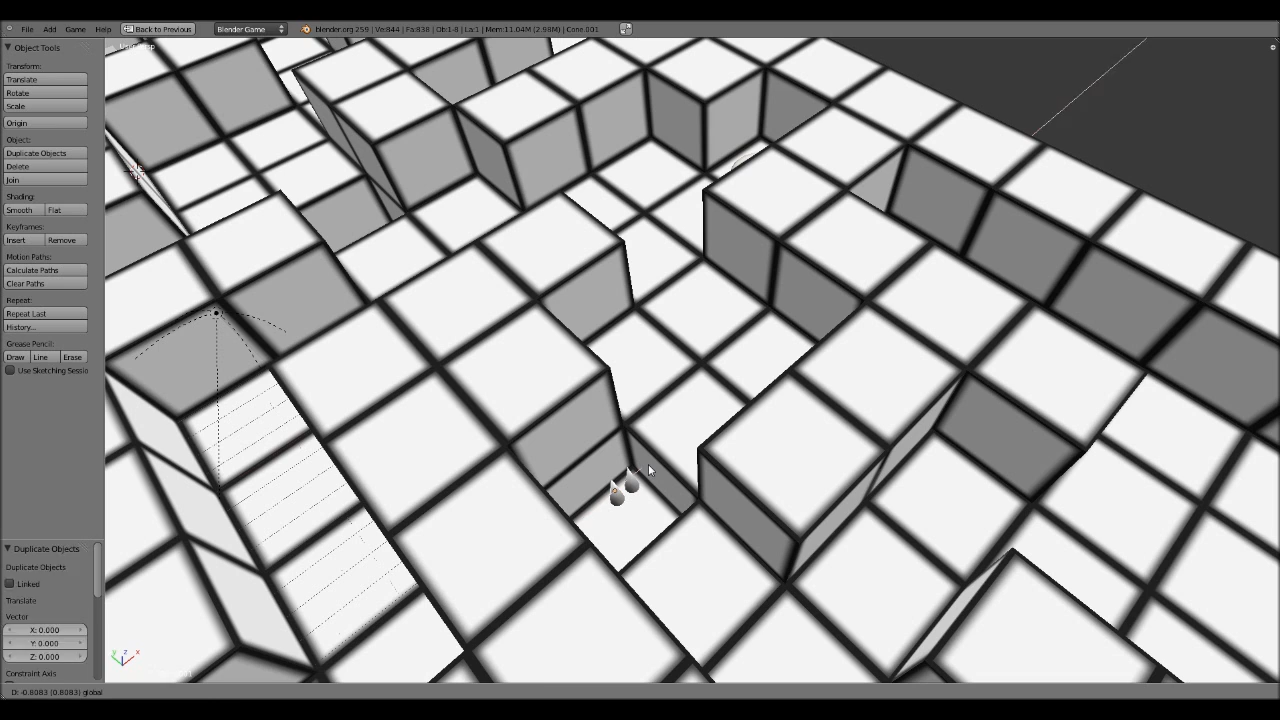 File Add Game Help Back to Previous Blender Game blender.org 259 | Ve:844 | Fa:838 | Ob:1-8 | La:1 | Mem:11.04M (2.98M) | Cone.001
Object Tools
Transform:
Translate
Rotate
Scale
Origin
Object:
Duplicate Objects
Delete
Join
Shading:
Smooth Flat
Keyframes:
Insert Remove
Motion Paths:
Calculate Paths
Clear Paths
Repeat:
Repeat Last
History...
Grease Pencil:
Draw Line Erase
Use Sketching Sessio
Duplicate Objects
Duplicate Objects
Linked
Translate
Vector
X: 0.000
Y: 0.000
Z: 0.000
Constraint Axis
D: -0.8083 (0.8083) global